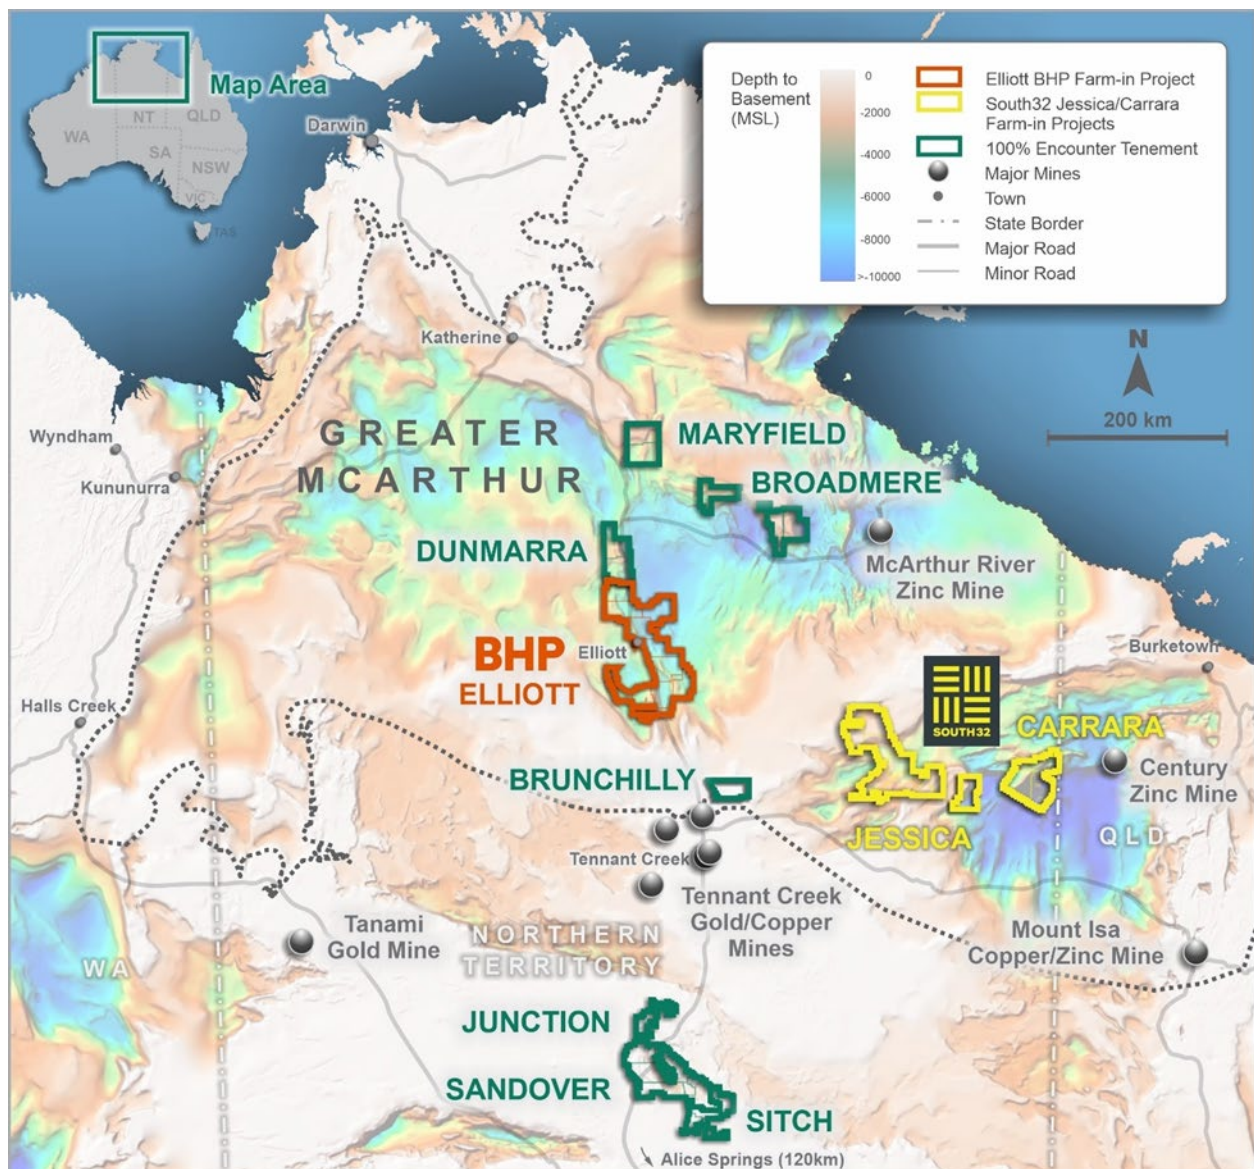 Map Area
NT
QLD
WA
SA
NSW
VIC
TAS
Darwin
Depth to
Basement
(MSL)
0
-2000
-4000
-6000
-8000
>-10000
Elliott BHP Farm-in Project
South32 Jessica/Carrara
Farm-in Projects
100% Encounter Tenement
Major Mines
Town
State Border
Major Road
Minor Road
Katherine
N
200 km
Wyndham
Kununurra
GREATER
MCARTHUR
MARYFIELD
BROADMERE
DUNMARRA
McArthur River
Zinc Mine
BHP
ELLIOTT
Elliott
Burketown
Halls Creek
SOUTH32
CARRARA
BRUNCHILLY
Century
Zinc Mine
JESSICA
QLD
Tennant Creek
Tennant Creek
Gold/Copper
Mines
Tanami
Gold Mine
NORTHERN
TERRITORY
Mount Isa
Copper/Zinc Mine
WA
JUNCTION
SANDOVER
SITCH
Alice Springs (120km)